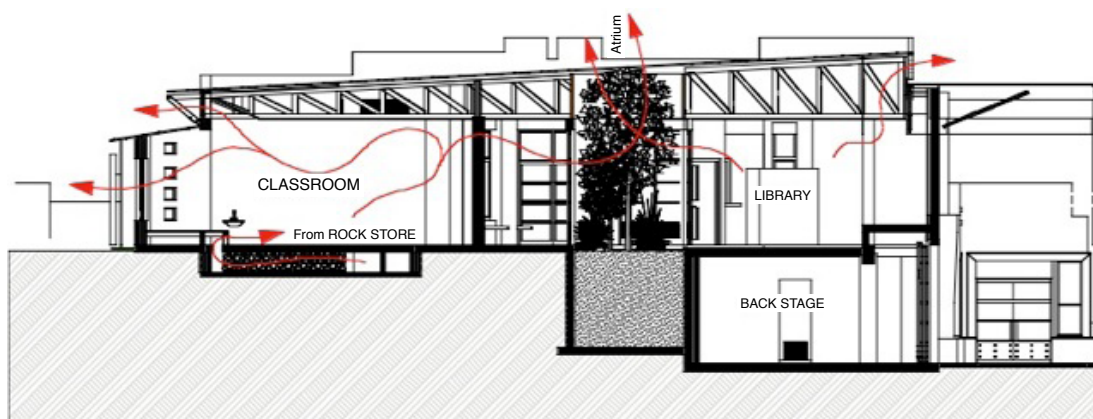 Atrium
CLASSROOM
LIBRARY
From ROCK STORE
BACK STAGE